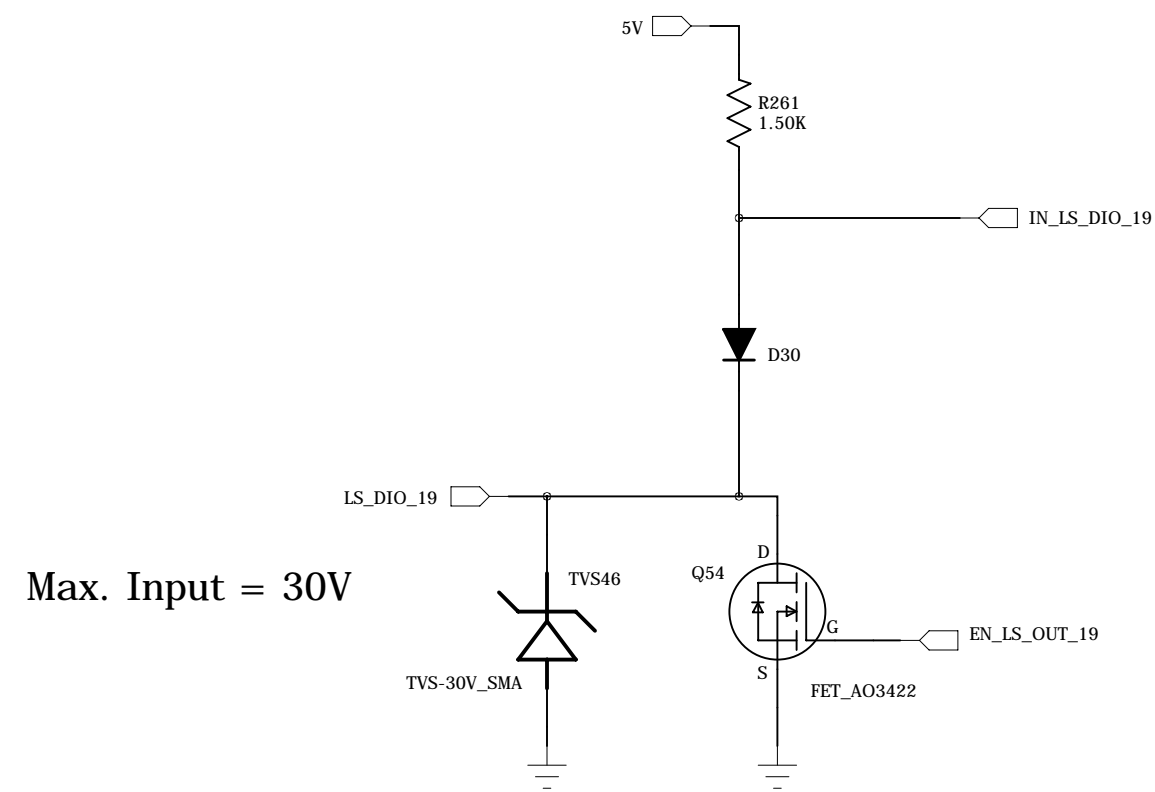 5V
R261
1.50K
IN_LS_DIO_19
D30
LS_DIO_19
D
Q54
TVS46
Max. Input = 30V
G
EN_LS_OUT_19
S
TVS-30V_SMA
FET_AO3422